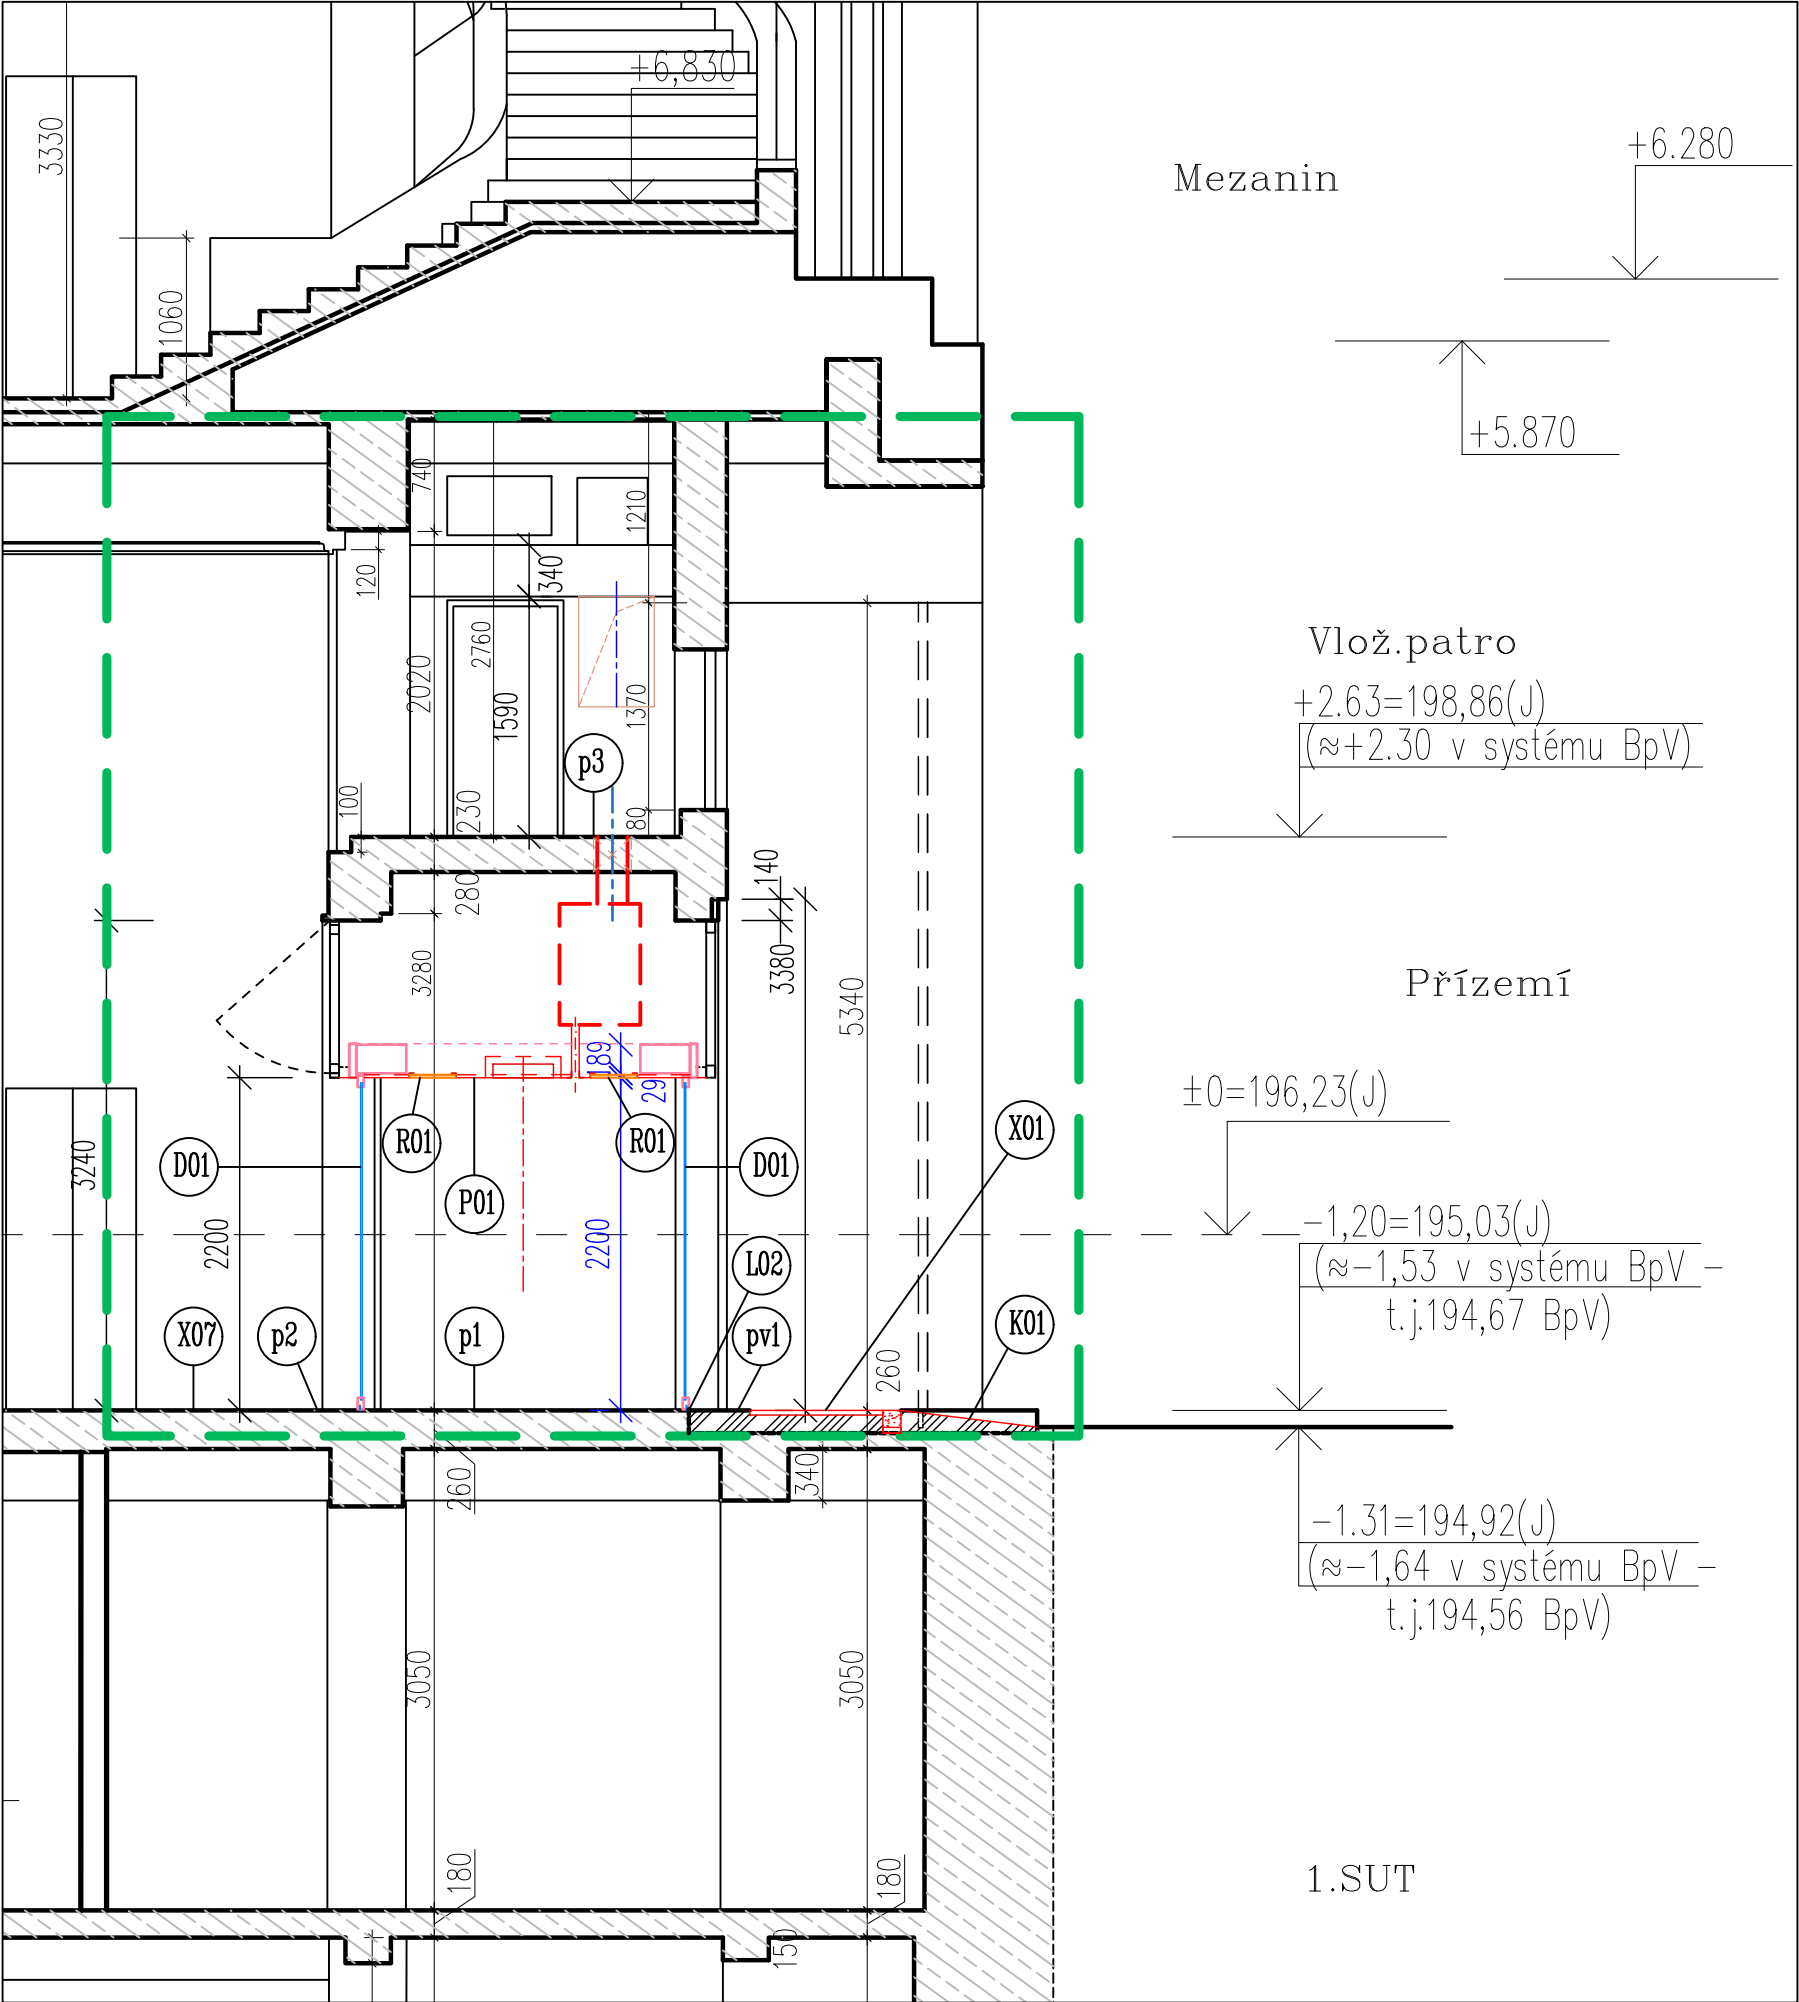 +6,830
3330
Mezanin
+6.280
1060
+5.870
740
1210
120
340
2760
2020
1590
1370
Vlož.patro
+2.63=198,86(J)
(≈+2.30 v systému BpV)
p3
100
230
80
280
140
3280
3380
5340
Přízemí
189
29
±0=196,23(J)
R01
R01
X01
D01
D01
3240
P01
2200
2200
-1,20=195,03(J)
(≈-1,53 v systému BpV -
t.j.194,67 BpV)
L02
X07
p2
p1
pv1
K01
260
260
340
-1.31=194,92(J)
(≈-1,64 v systému BpV -
t.j.194,56 BpV)
3050
3050
180
180
1.SUT
150